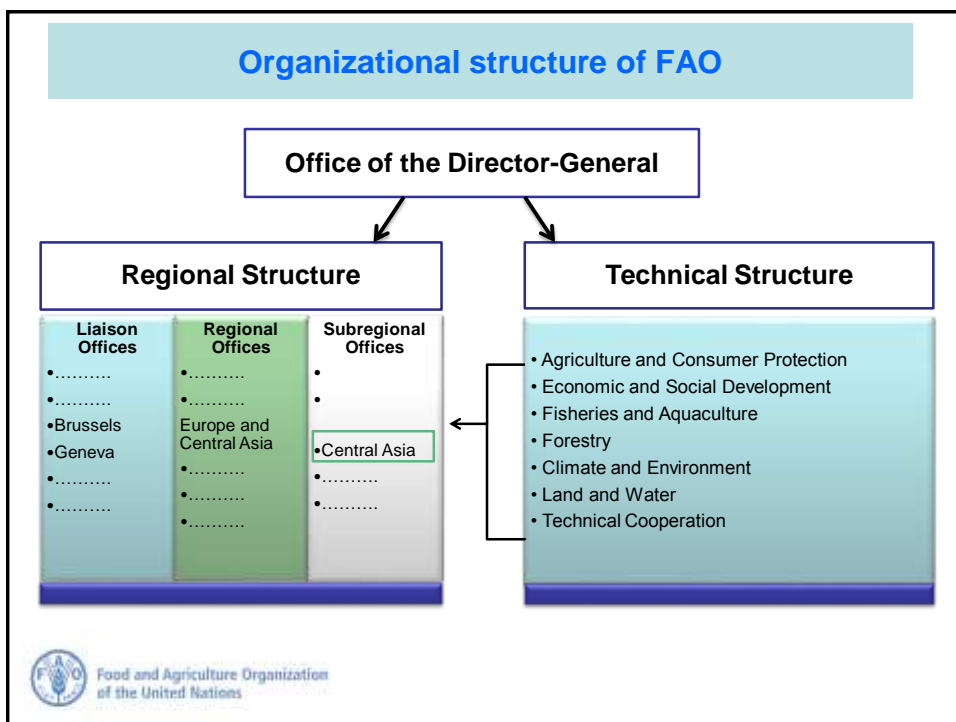 Organizational structure of FAO
Office of the Director-General
Regional Structure
Technical Structure
Liaison
Offices
•……….
•……….
•Brussels
•Geneva
•……….
•……….
Regional
Offices
•……….
•……….
Europe and
Central Asia
•……….
•……….
•……….
Subregional
Offices
•
•
•Central Asia
•……….
•……….
• Agriculture and Consumer Protection
• Economic and Social Development
• Fisheries and Aquaculture
• Forestry
• Climate and Environment
• Land and Water
• Technical Cooperation
F A O
Food and Agriculture Organization
of the United Nations